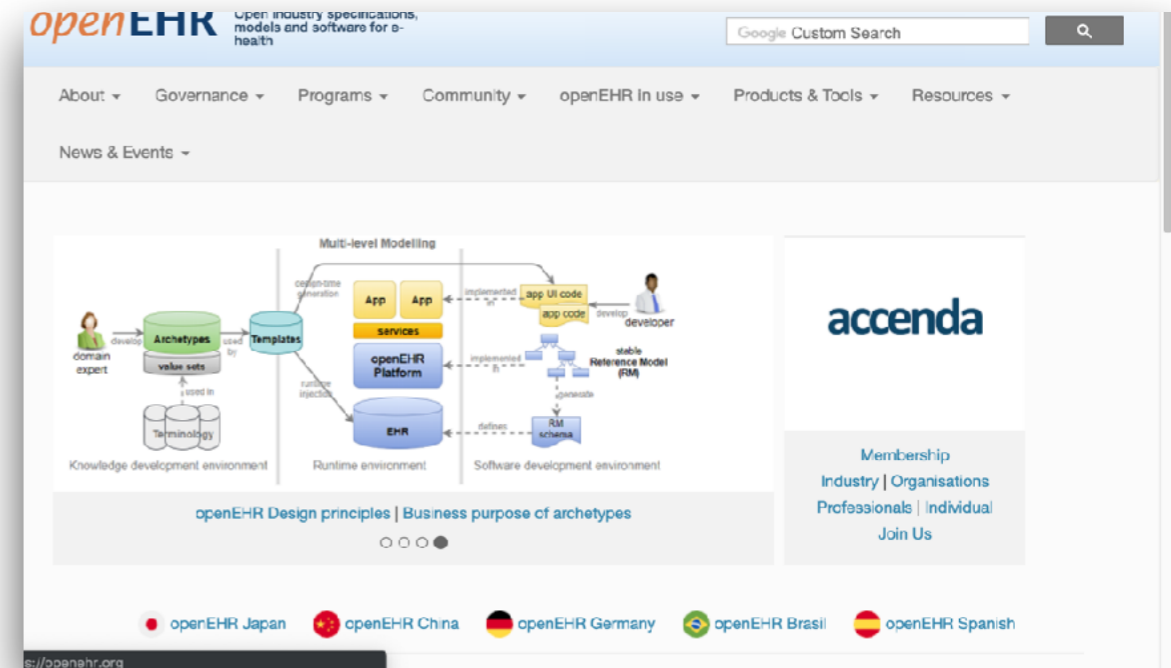 openEHR
Open industry specifications,
models and software for e-
health
Google Custom Search
About
Governance
Programs
Community
openEHR in use
Products & Tools
Resources
News & Events
Multi-level Modelling
design-time
generation
App
App
implemented
in
app UI code
app code
develop
developer
services
domain
expert
develop
Archetypes
value sets
used
by
Templates
openEHR
Platform
implemented
in
stable
Reference Model
(RM)
used in
runtime
injection
generate
Terminology
EHR
defines
RM
schema
Knowledge development environment
Runtime environment
Software development environment
openEHR Design principles | Business purpose of archetypes
accenda
Membership
Industry | Organisations
Professionals | Individual
Join Us
openEHR Japan
openEHR China
openEHR Germany
openEHR Brasil
openEHR Spanish
s://openehr.org